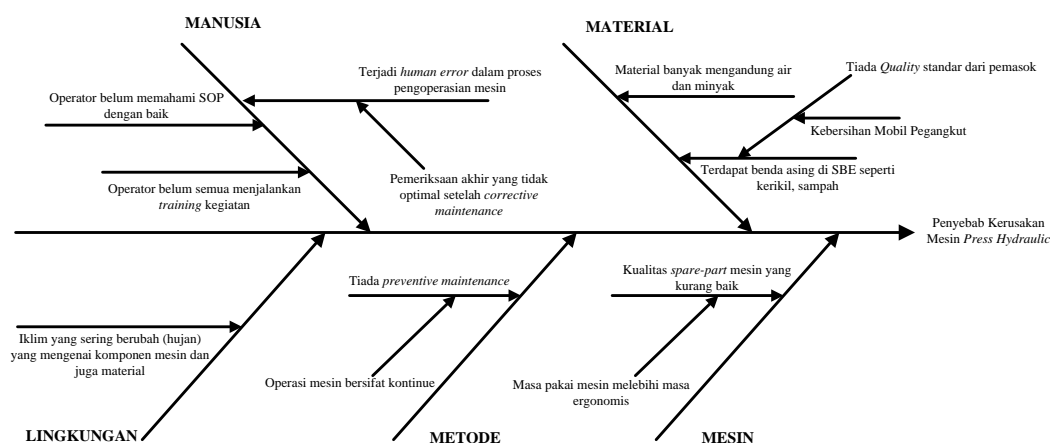 MANUSIA
MATERIAL
Terjadi human error dalam proses
pengoperasian mesin
Operator belum memahami SOP
dengan baik
Operator belum semua menjalankan
training kegiatan
Pemeriksaan akhir yang tidak
optimal setelah corrective
maintenance
Material banyak mengandung air
dan minyak
Tiada Quality standar dari pemasok
Kebersihan Mobil Pegangkut
Terdapat benda asing di SBE seperti
kerikil, sampah
Penyebab Kerusakan
Mesin Press Hydraulic
Iklim yang sering berubah (hujan)
yang mengenai komponen mesin dan
juga material
Tiada preventive maintenance
Operasi mesin bersifat kontinue
Kualitas spare-part mesin yang
kurang baik
Masa pakai mesin melebihi masa
ergonomis
LINGKUNGAN
METODE
MESIN